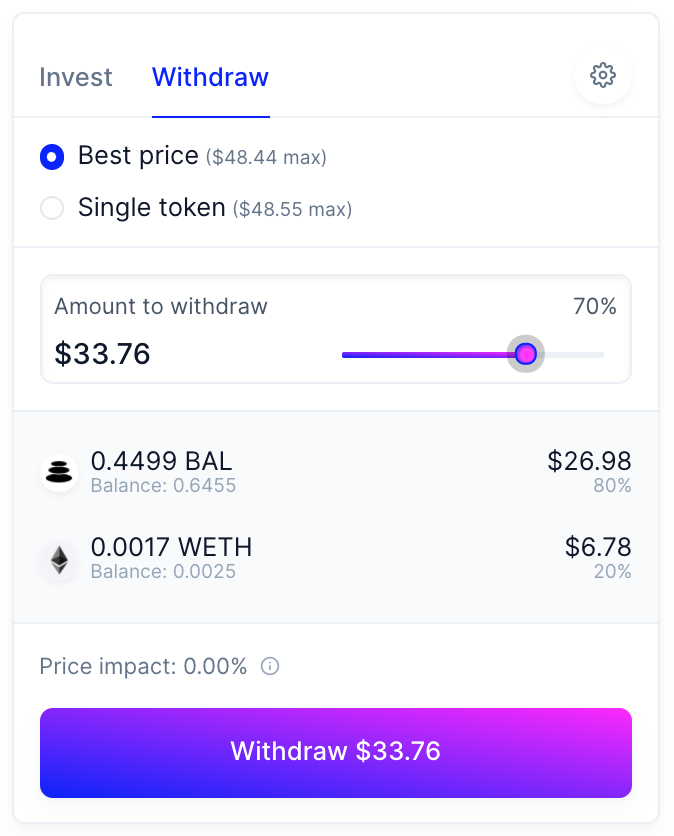 Invest Withdraw
Best price ($48.44 max)
Single token ($48.55 max)
Amount to withdraw 70%
$33.76
0.4499 BAL $26.98
Balance: 0.6455 80%
0.0017 WETH $6.78
Balance: 0.0025 20%
Price impact: 0.00%
Withdraw $33.76